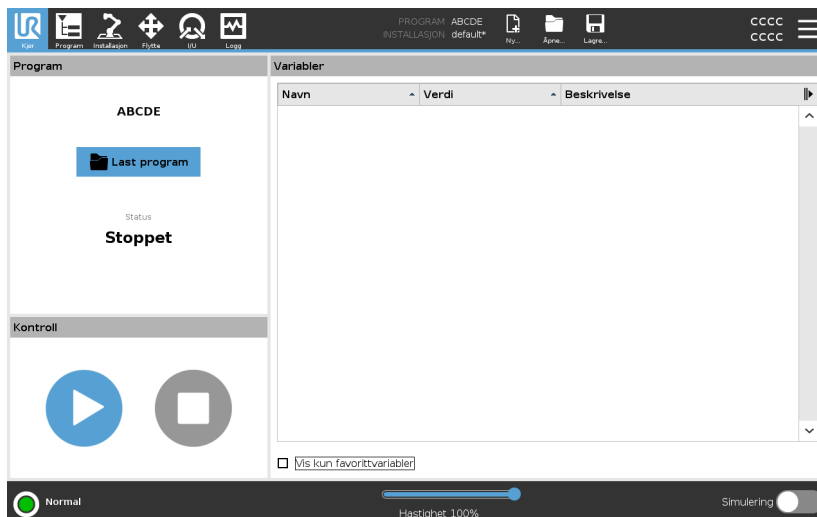 PROGRAM ABCDE
INSTALLASJON default*
CCCC
CCCC
Kjør Program Installasjon Flytte I/U Logg Ny... Åpne... Lagre...
Program
Variabler
Navn Verdi Beskrivelse
ABCDE
Last program
Status
Stoppet
Kontroll
Vis kun favorittvariabler
Normal
Hastighet 100%
Simulering